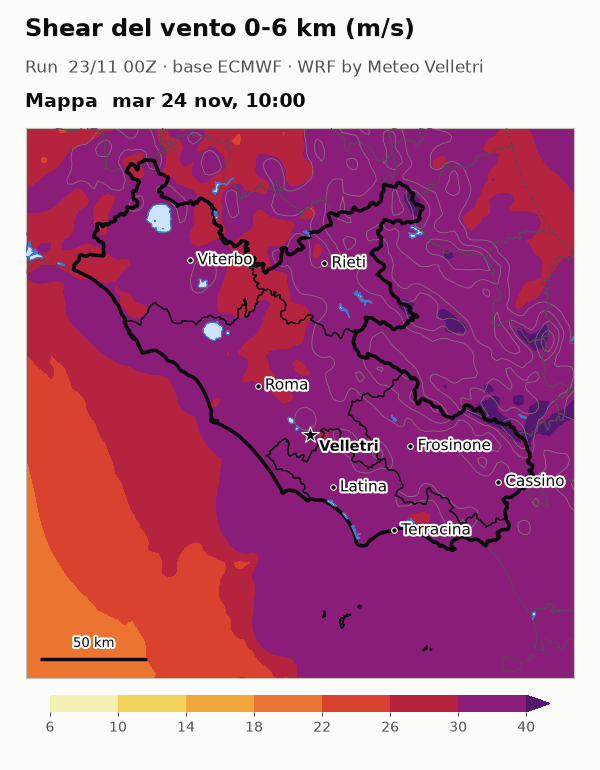 Shear del vento 0-6 km (m/s)
Run  23/11 00Z · base ECMWF · WRF by Meteo Velletri
Mappa  mar 24 nov, 10:00
Viterbo
Rieti
Roma
Velletri
Frosinone
Cassino
Latina
Terracina
50 km
6 10 14 18 22 26 30 40